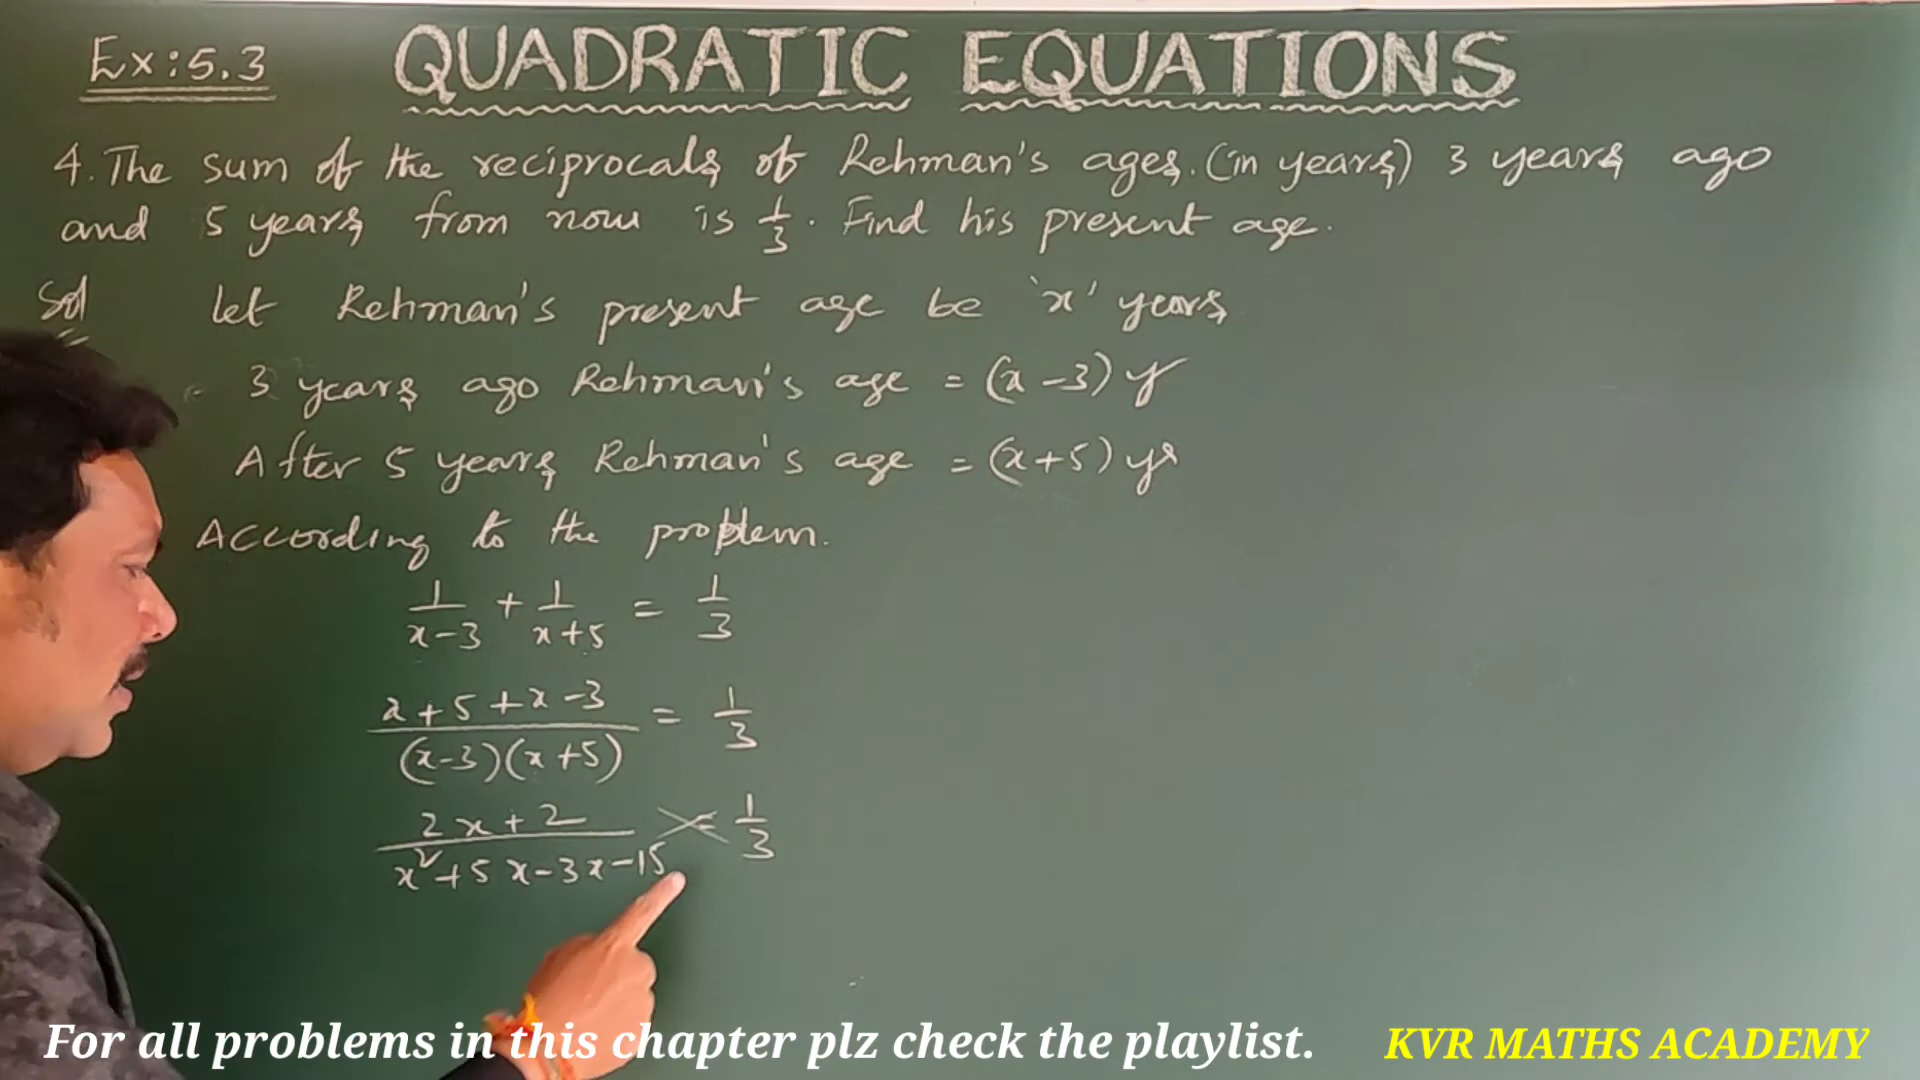 Ex:5.3 QUADRATIC EQUATIONS
4. The sum of the reciprocals of Rehman's ages. (in years) 3 years ago
and 5 years from now is 1/3. Find his present age.
Sol Let Rehman's present age be 'x' years
3 years ago Rehman's age = (x-3) y
After 5 years Rehman's age = (x+5) ys
According to the problem.
1/(x-3) + 1/(x+5) = 1/3
(x+5+x-3)/((x-3)(x+5)) = 1/3
(2x+2)/(x²+5x-3x-15) = 1/3
For all problems in this chapter plz check the playlist. KVR MATHS ACADEMY